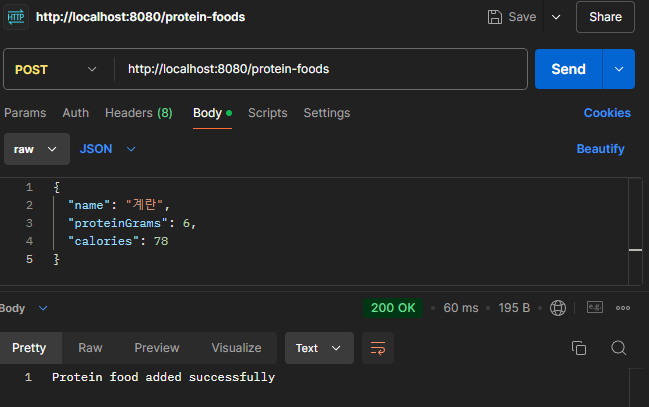 HTTP http://localhost:8080/protein-foods Save Share
POST http://localhost:8080/protein-foods Send
Params Auth Headers (8) Body Scripts Settings Cookies
raw JSON Beautify
1 {
2 "name": "계란",
3 "proteinGrams": 6,
4 "calories": 78
5 }
Body 200 OK • 60 ms • 195 B • e.g.
Pretty Raw Preview Visualize Text
1 Protein food added successfully